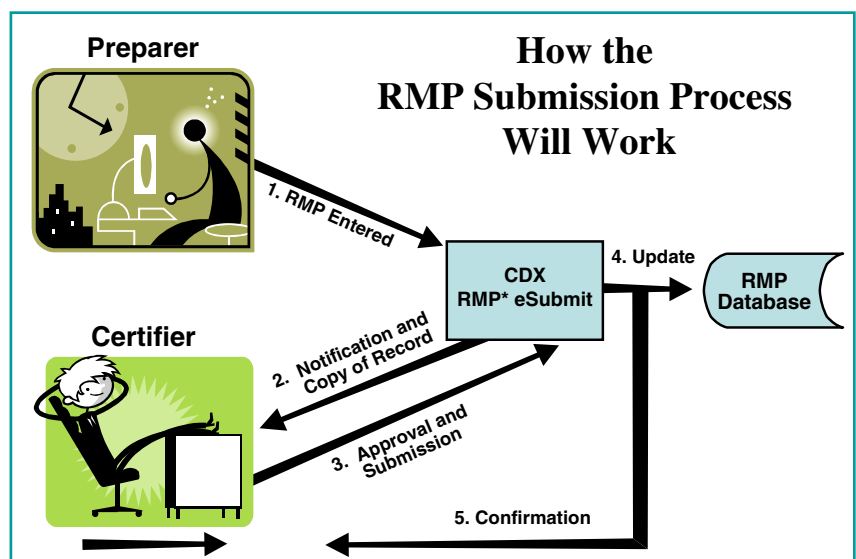 Preparer
How the
RMP Submission Process
Will Work
1. RMP Entered
CDX
RMP* eSubmit
4. Update
RMP
Database
Certifier
2. Notification and
Copy of Record
3. Approval and
Submission
5. Confirmation